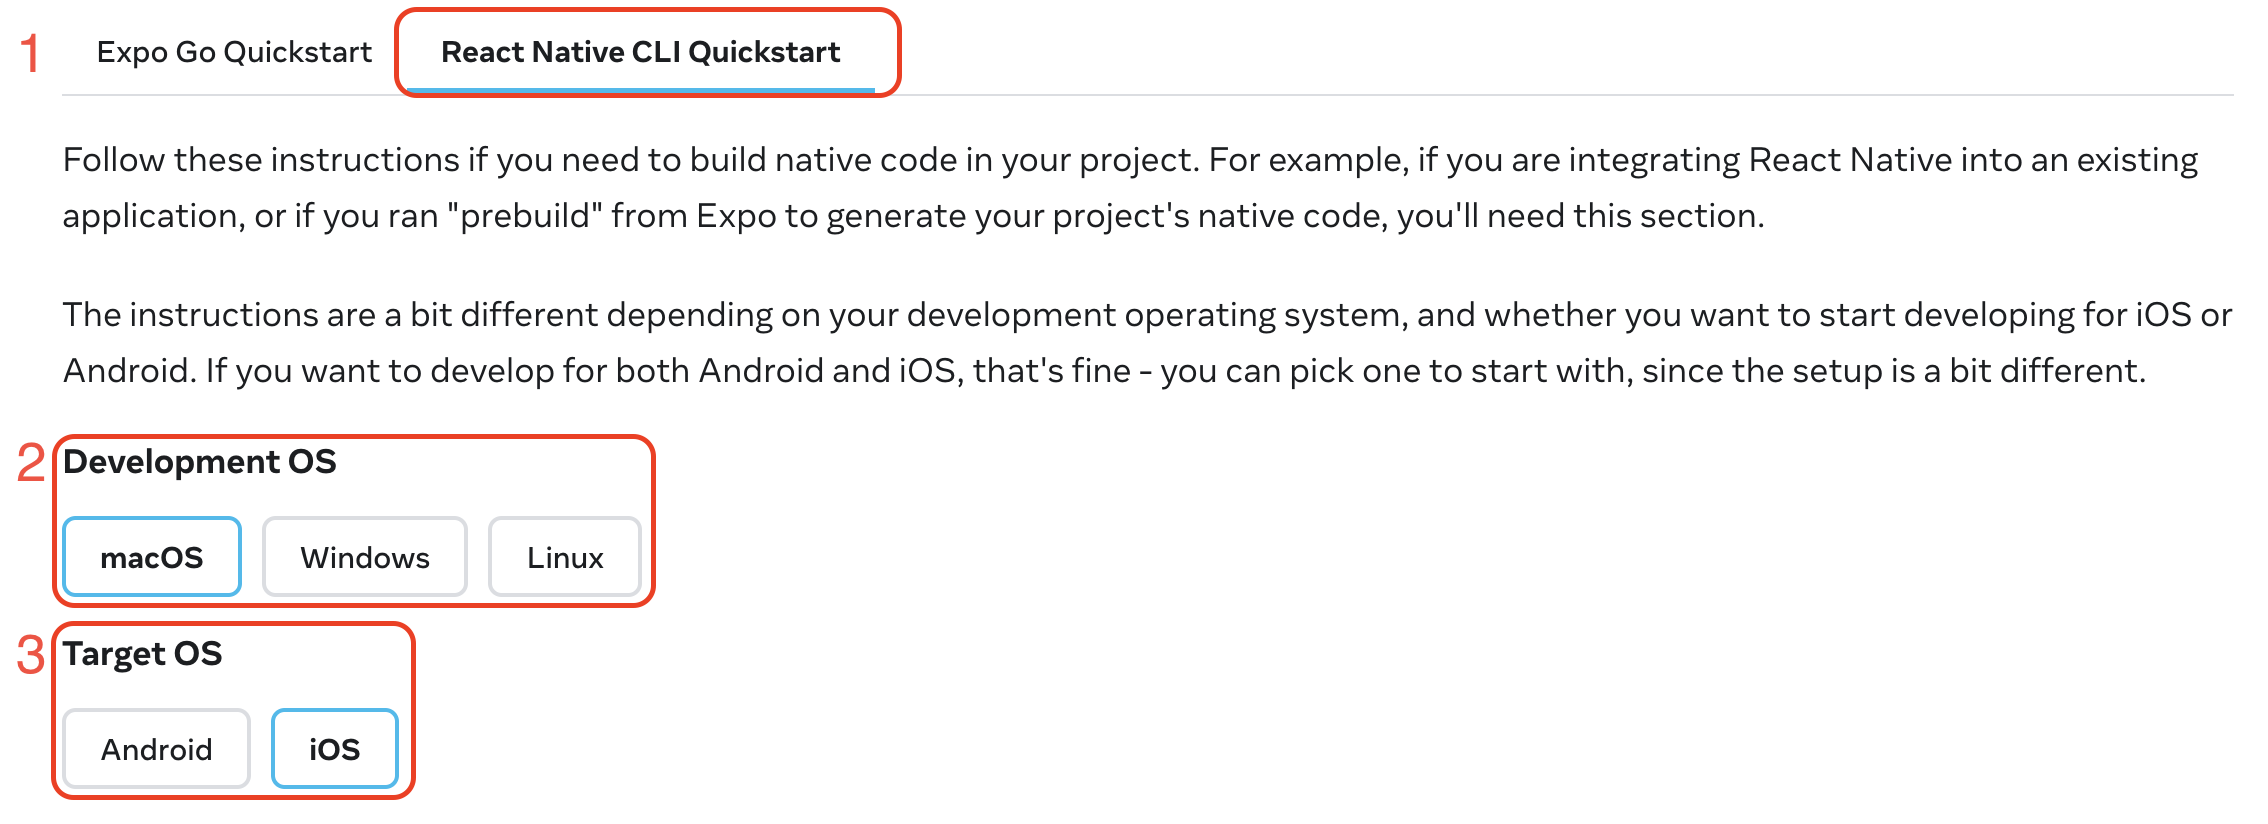 1 Expo Go Quickstart React Native CLI Quickstart
Follow these instructions if you need to build native code in your project. For example, if you are integrating React Native into an existing
application, or if you ran "prebuild" from Expo to generate your project's native code, you'll need this section.
The instructions are a bit different depending on your development operating system, and whether you want to start developing for iOS or
Android. If you want to develop for both Android and iOS, that's fine - you can pick one to start with, since the setup is a bit different.
2 Development OS
macOS Windows Linux
3 Target OS
Android iOS